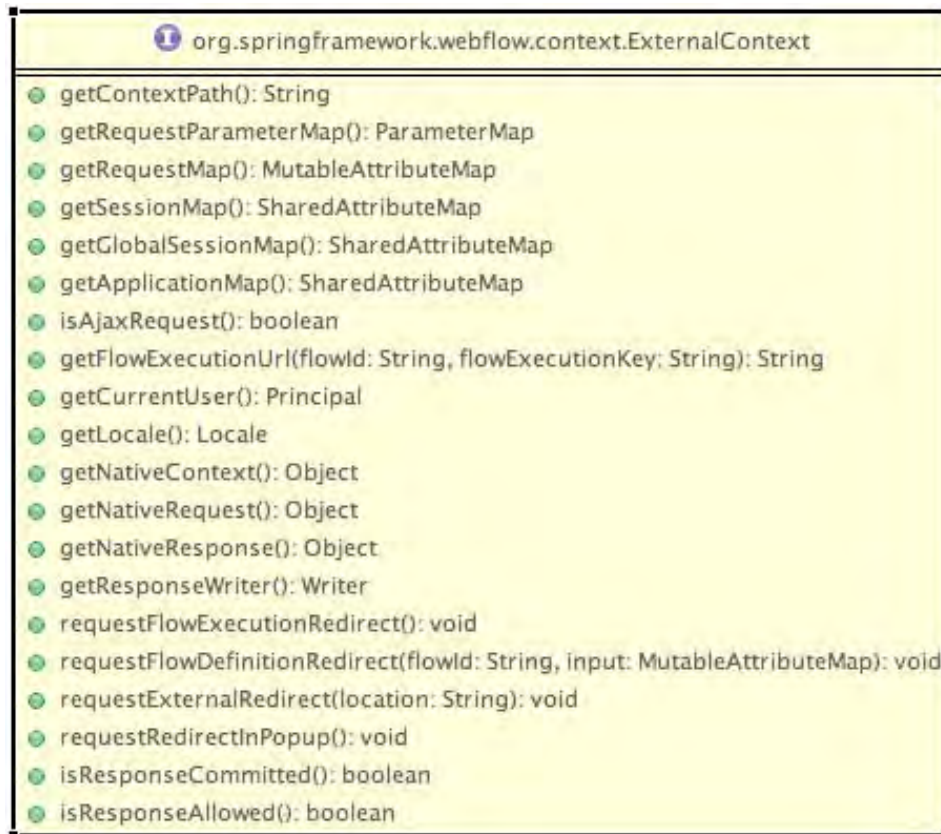 I org.springframework.webflow.context.ExternalContext
getContextPath(): String
getRequestParameterMap(): ParameterMap
getRequestMap(): MutableAttributeMap
getSessionMap(): SharedAttributeMap
getGlobalSessionMap(): SharedAttributeMap
getApplicationMap(): SharedAttributeMap
isAjaxRequest(): boolean
getFlowExecutionUrl(flowId: String, flowExecutionKey: String): String
getCurrentUser(): Principal
getLocale(): Locale
getNativeContext(): Object
getNativeRequest(): Object
getNativeResponse(): Object
getResponseWriter(): Writer
requestFlowExecutionRedirect(): void
requestFlowDefinitionRedirect(flowId: String, input: MutableAttributeMap): void
requestExternalRedirect(location: String): void
requestRedirectInPopup(): void
isResponseCommitted(): boolean
isResponseAllowed(): boolean